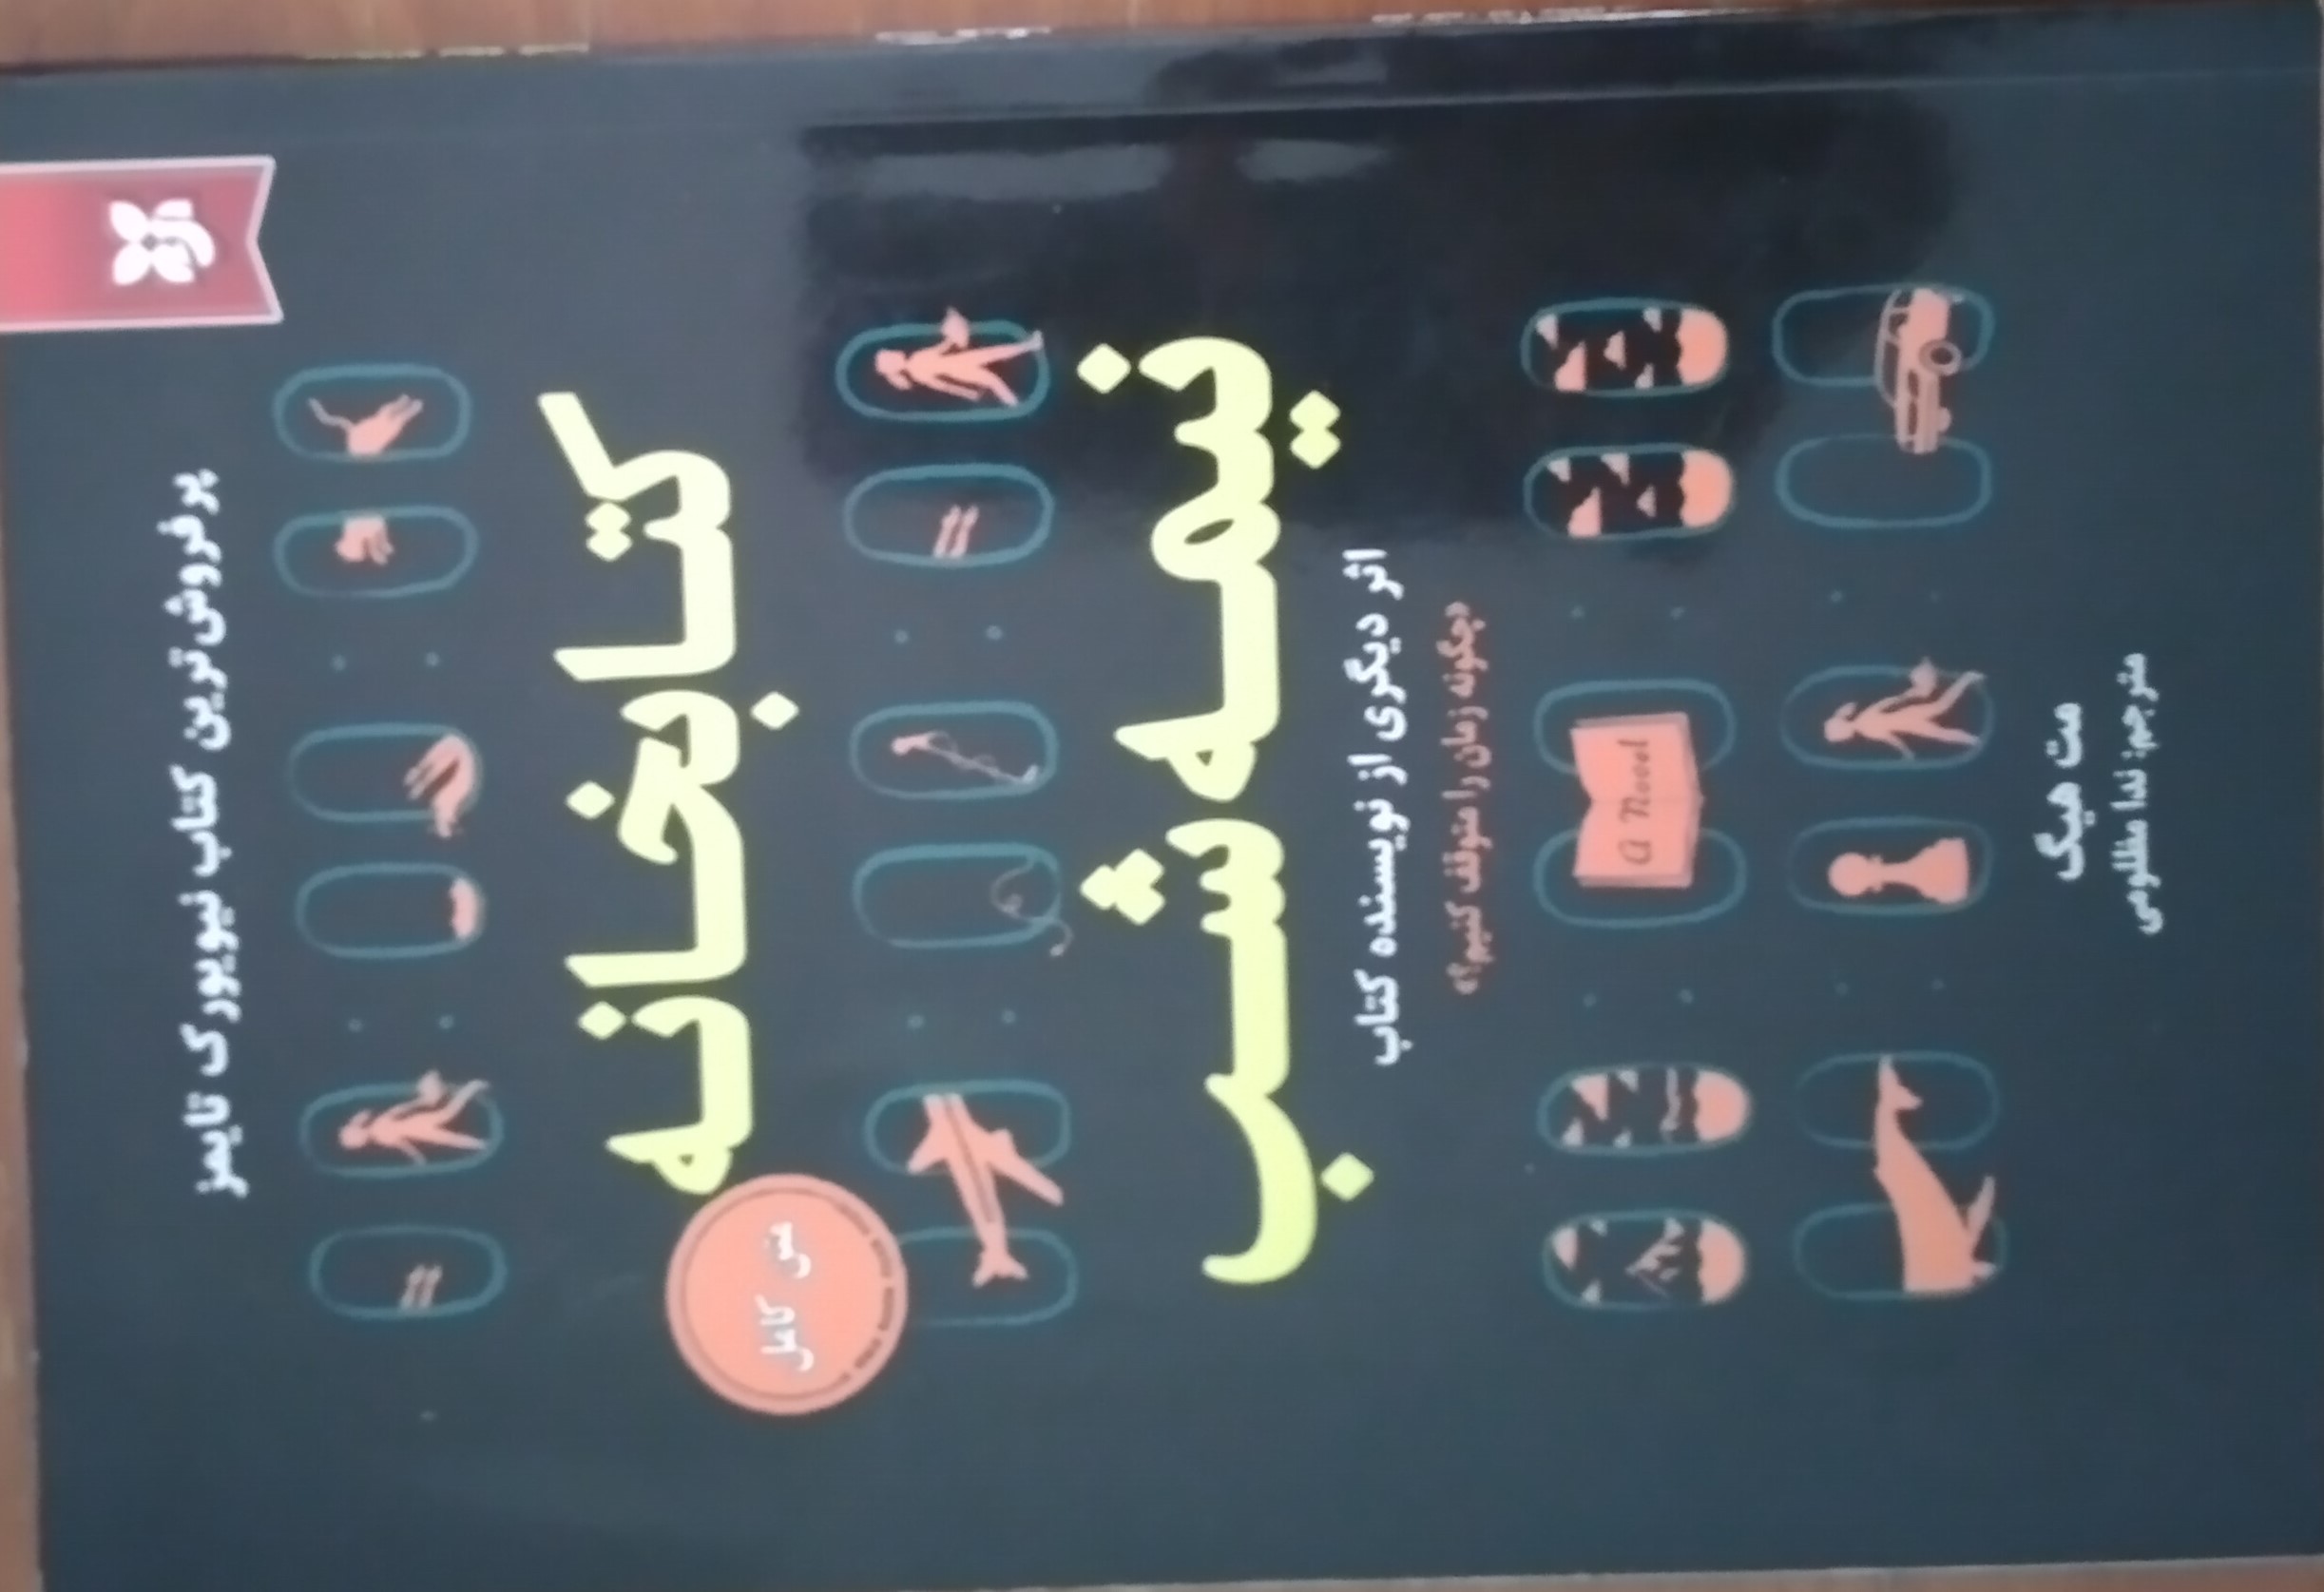 پرفروش‌ترین کتاب نیویورک تایمز
کتابخانه
متن کامل
نیمه‌شب
اثر دیگری از نویسنده کتاب
«چگونه زمان را متوقف کنیم؟»
A Novel
مت هیگ
مترجم: ندا مظلومی